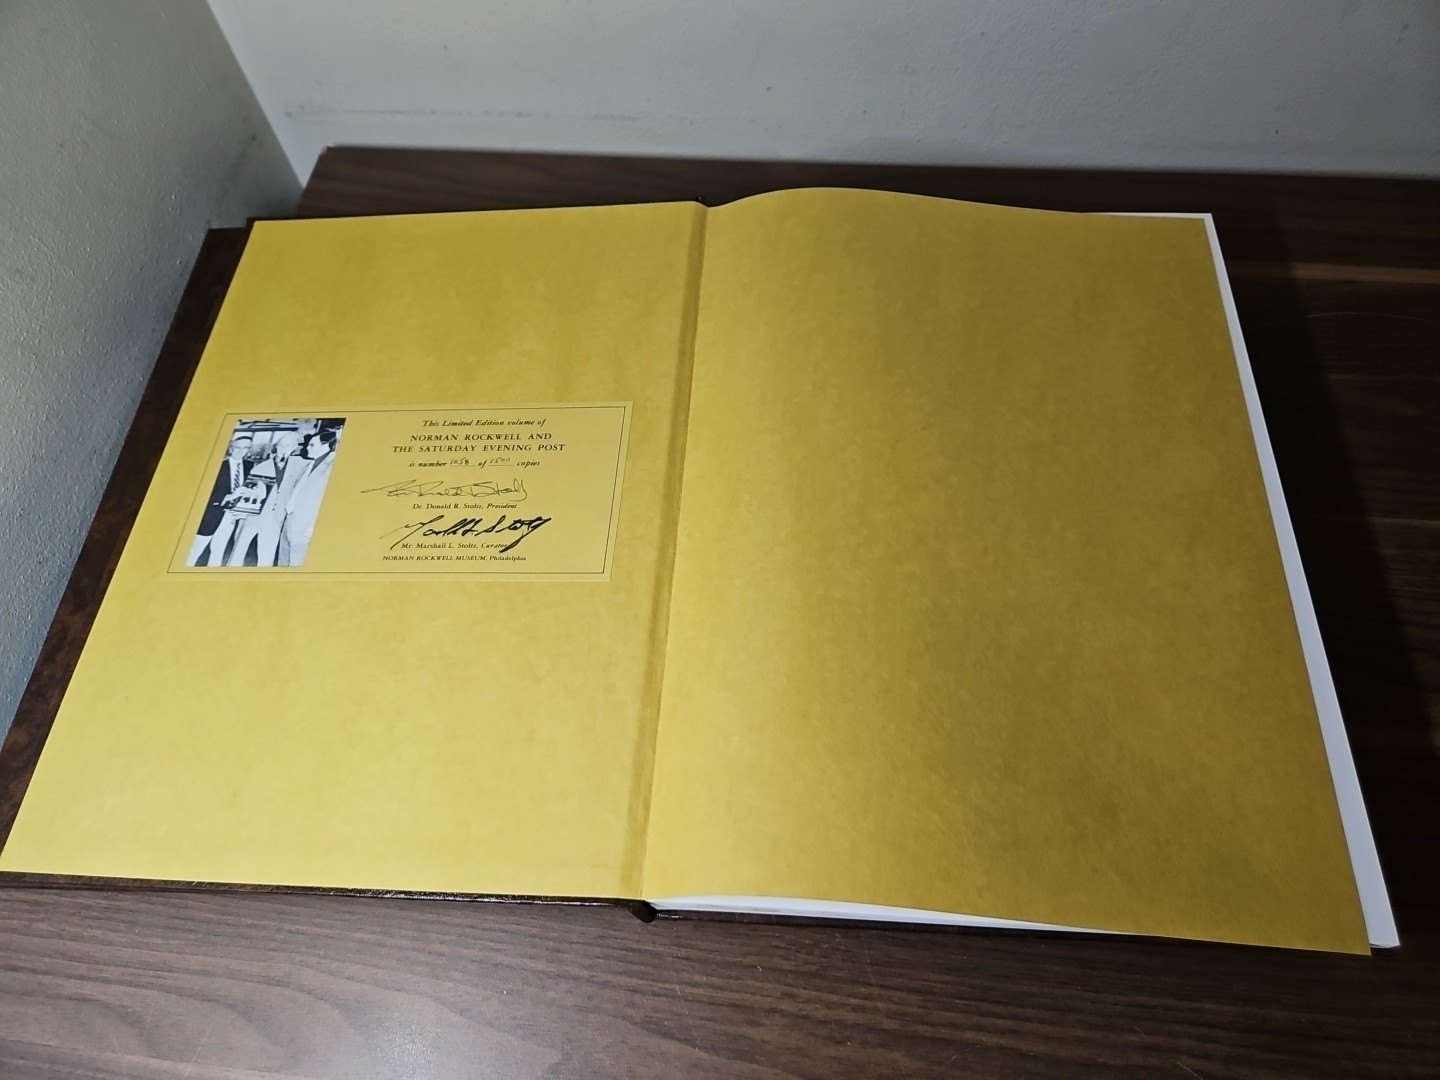 This Limited Edition volume of
NORMAN ROCKWELL AND
THE SATURDAY EVENING POST
is number 1058 of 1500 copies
Dr. Donald R. Stoltz, President
Mr. Marshall L. Stoltz, Curator
NORMAN ROCKWELL MUSEUM, Philadelphia